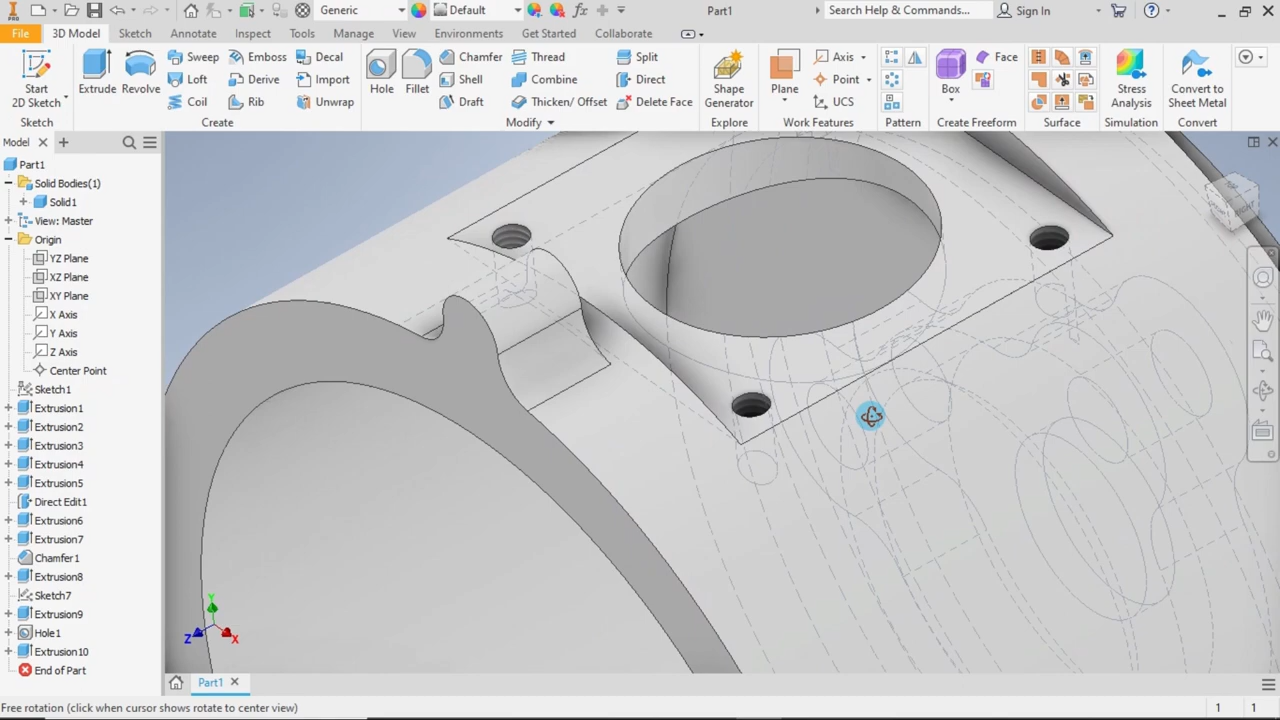 Generic
Default
Part1
Search Help & Commands...
Sign In
PRO
File
3D Model
Sketch
Annotate
Inspect
Tools
Manage
View
Environments
Get Started
Collaborate
Start
2D Sketch
Extrude
Revolve
Sweep
Emboss
Decal
Loft
Derive
Import
Coil
Rib
Unwrap
Hole
Fillet
Chamfer
Thread
Split
Shell
Combine
Direct
Draft
Thicken/ Offset
Delete Face
Shape
Generator
Plane
Axis
Point
UCS
Box
Face
Stress
Analysis
Convert to
Sheet Metal
Sketch
Create
Modify
Explore
Work Features
Pattern
Create Freeform
Surface
Simulation
Convert
Model
Part1
Solid Bodies(1)
Solid1
View: Master
Origin
YZ Plane
XZ Plane
XY Plane
X Axis
Y Axis
Z Axis
Center Point
Sketch1
Extrusion1
Extrusion2
Extrusion3
Extrusion4
Extrusion5
Direct Edit1
Extrusion6
Extrusion7
Chamfer1
Extrusion8
Sketch7
Extrusion9
Hole1
Extrusion10
End of Part
Y
Z
X
Part1
Free rotation (click when cursor shows rotate to center view)
1
1